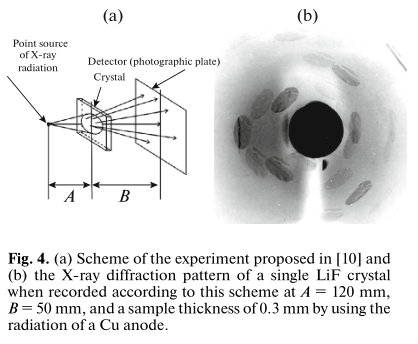 (a)
(b)
Point source
of X-ray
radiation
Detector (photographic plate)
Crystal
A
B
Fig. 4. (a) Scheme of the experiment proposed in [10] and
(b) the X-ray diffraction pattern of a single LiF crystal
when recorded according to this scheme at A = 120 mm,
B = 50 mm, and a sample thickness of 0.3 mm by using the
radiation of a Cu anode.